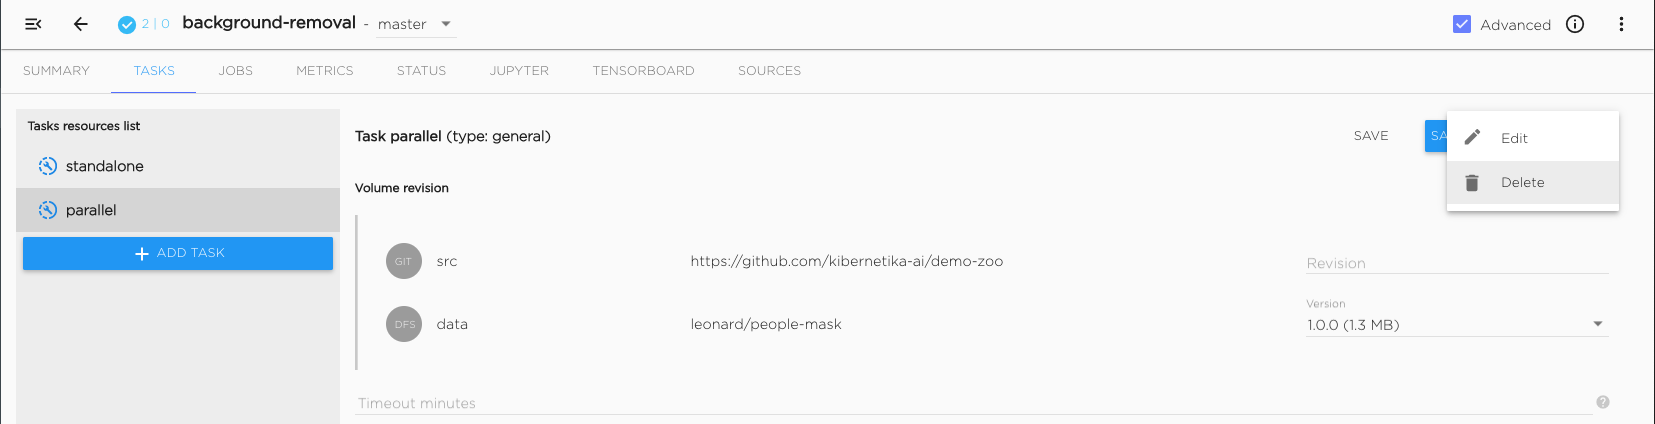 2 | 0 background-removal - master Advanced
SUMMARY TASKS JOBS METRICS STATUS JUPYTER TENSORBOARD SOURCES
Tasks resources list
standalone
parallel
ADD TASK
Task parallel (type: general) SAVE SA
Edit
Delete
Volume revision
GIT src https://github.com/kibernetika-ai/demo-zoo Revision
Version
DFS data leonard/people-mask 1.0.0 (1.3 MB)
Timeout minutes ?